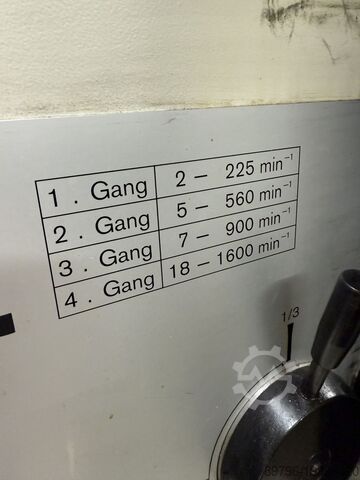 1 . Gang 2 – 225 min⁻¹
2 . Gang 5 – 560 min⁻¹
3 . Gang 7 – 900 min⁻¹
4 . Gang 18 – 1600 min⁻¹
1/3